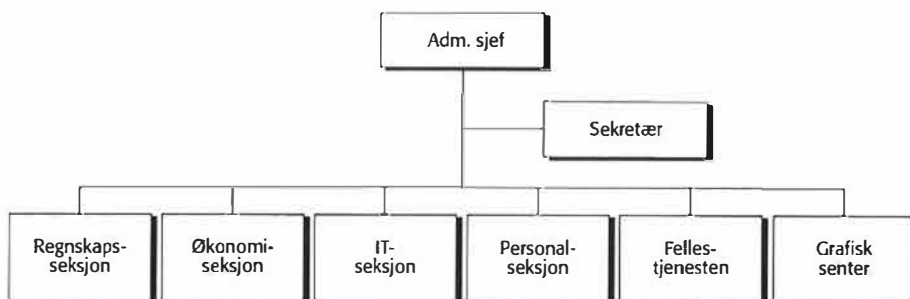 Adm. sjef
Sekretær
Regnskaps-
seksjon
Økonomi-
seksjon
IT-
seksjon
Personal-
seksjon
Felles-
tjenesten
Grafisk
senter